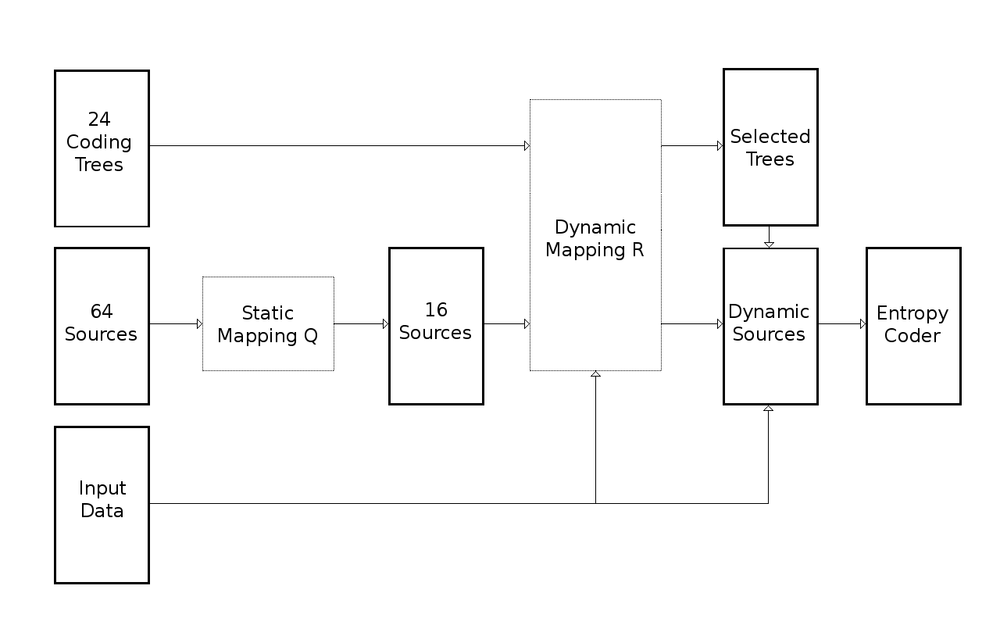 24
Coding
Trees
Selected
Trees
Dynamic
Mapping R
64
Sources
Static
Mapping Q
16
Sources
Dynamic
Sources
Entropy
Coder
Input
Data